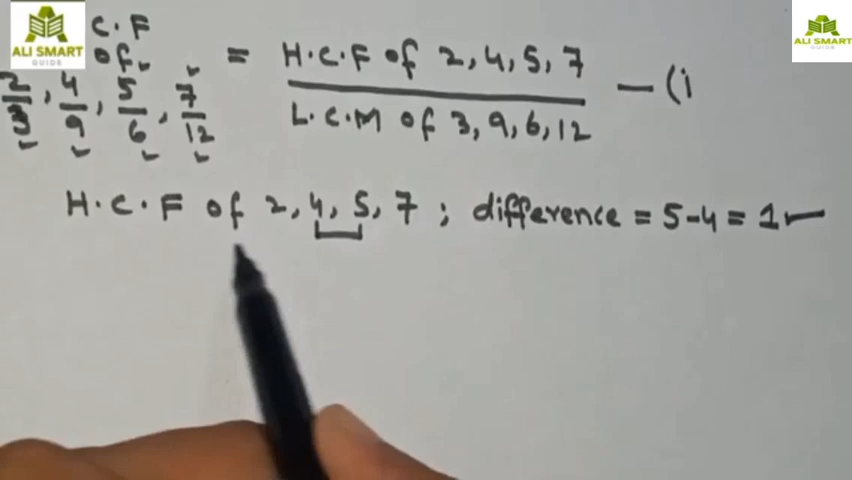 C.F
ALI SMART
GUIDE
of = H.C.F of 2, 4, 5, 7 / L.C.M of 3, 9, 6, 12 — (i
2/3, 4/9, 5/6, 7/12
H.C.F of 2, 4, 5, 7 ; difference = 5-4 = 1
ALI SMART
GUIDE